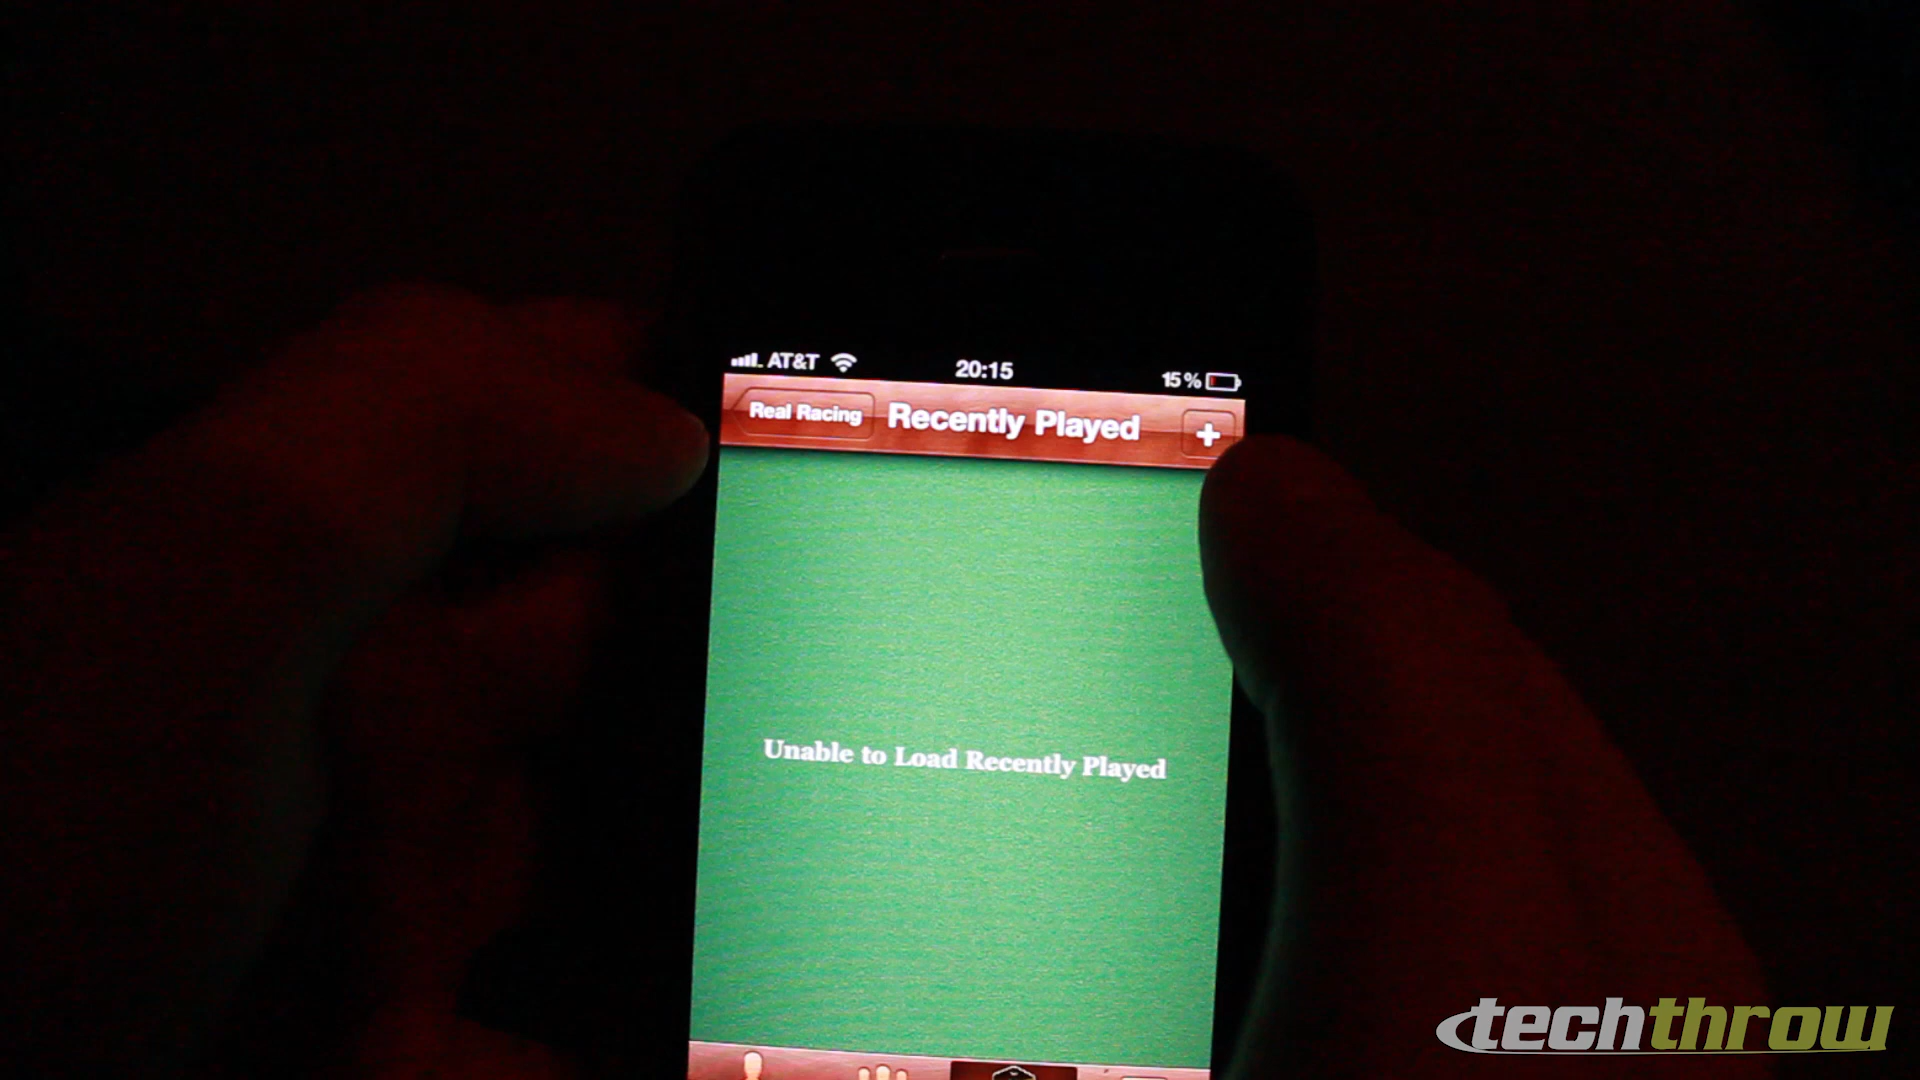 AT&T 20:15 15%
Real Racing Recently Played +
Unable to Load Recently Played
techthrow